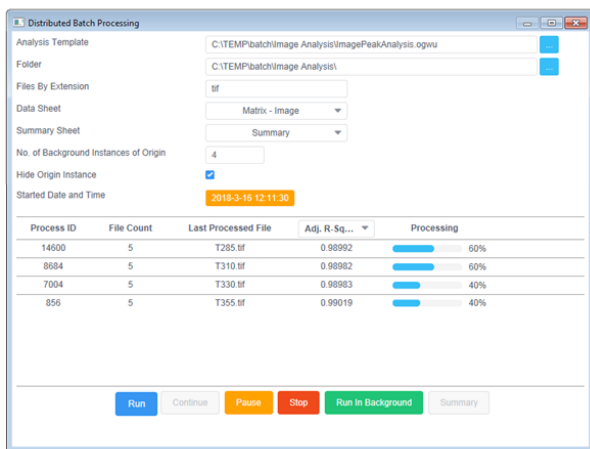 Distributed Batch Processing
Analysis Template C:\TEMP\batch\Image Analysis\ImagePeakAnalysis.ogwu ...
Folder C:\TEMP\batch\Image Analysis\ ...
Files By Extension tif
Data Sheet Matrix - Image
Summary Sheet Summary
No. of Background Instances of Origin 4
Hide Origin Instance
Started Date and Time 2018-3-16 12:11:30
Process ID File Count Last Processed File Adj. R-Sq... Processing
14600 5 T285.tif 0.98992 60%
8684 5 T310.tif 0.98982 60%
7004 5 T330.tif 0.98983 40%
856 5 T355.tif 0.99019 40%
Run Continue Pause Stop Run In Background Summary